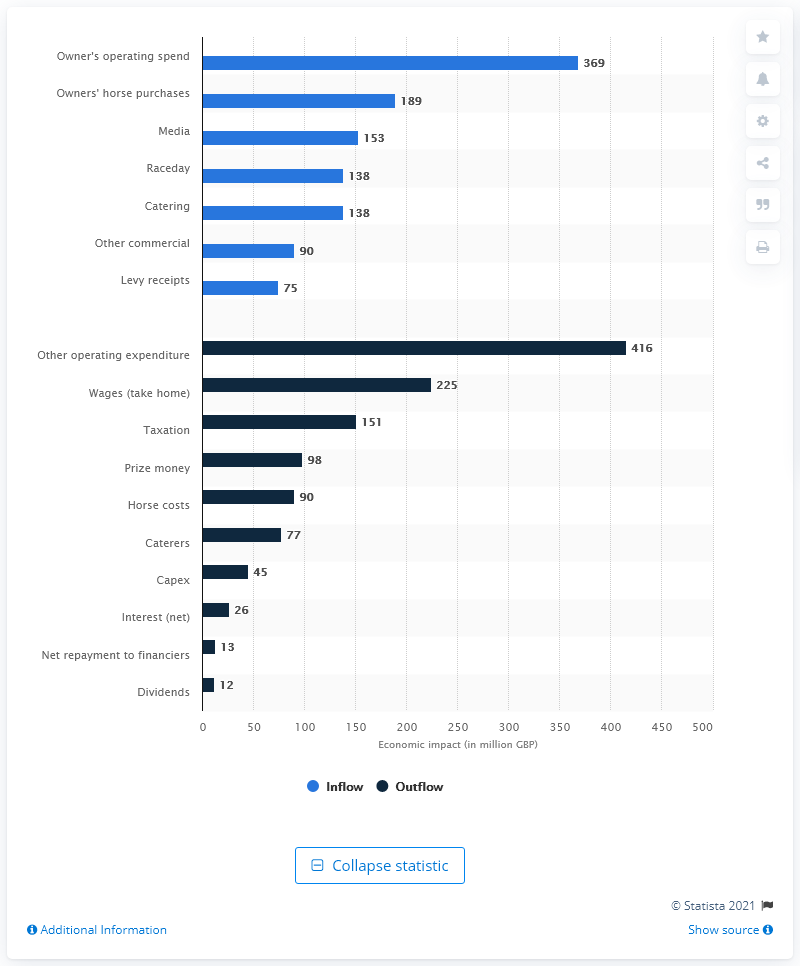 Owner's operating spend 369
Owners' horse purchases 189
Media 153
Raceday 138
Catering 138
Other commercial 90
Levy receipts 75
Other operating expenditure 416
Wages (take home) 225
Taxation 151
Prize money 98
Horse costs 90
Caterers 77
Capex 45
Interest (net) 26
Net repayment to financiers 13
Dividends 12
0 50 100 150 200 250 300 350 400 450 500
Economic impact (in million GBP)
Inflow Outflow
Collapse statistic
© Statista 2021
Additional Information Show source